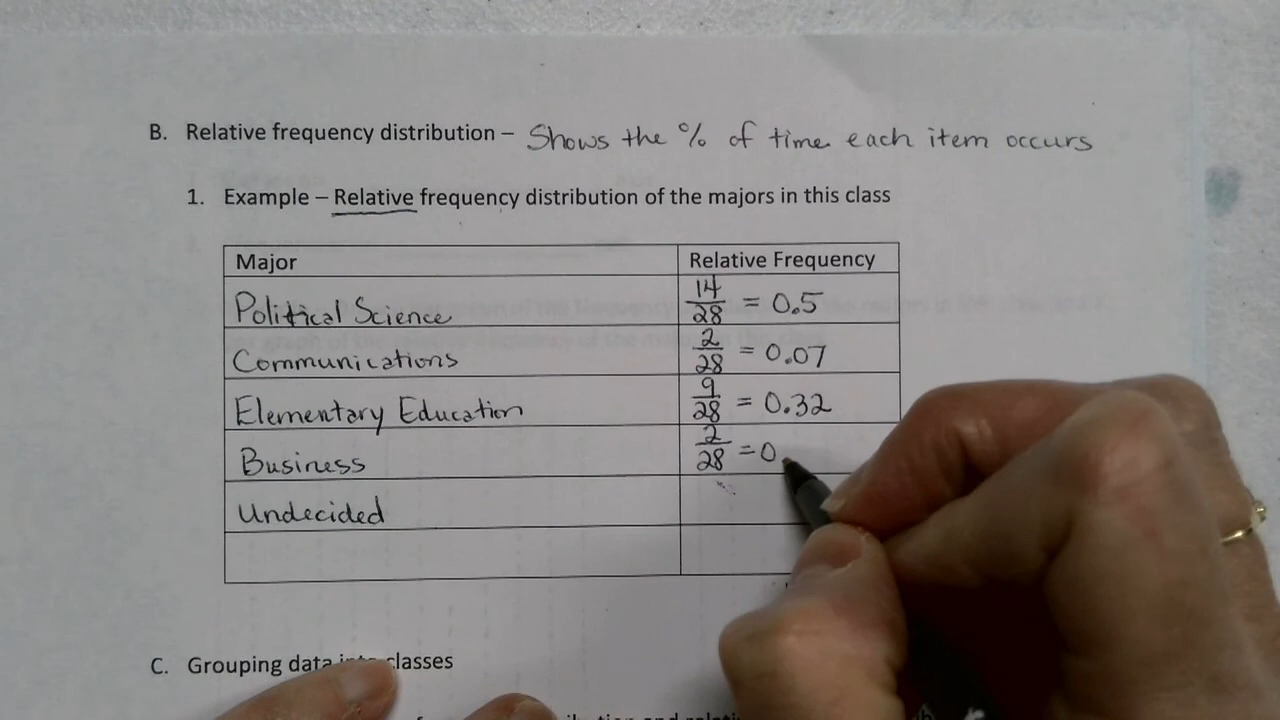 B. Relative frequency distribution – Shows the % of time each item occurs
1. Example – Relative frequency distribution of the majors in this class
Major Relative Frequency
Political Science 14/28 = 0.5
Communications 2/28 = 0.07
Elementary Education 9/28 = 0.32
Business 2/28 = 0.
Undecided
C. Grouping data into classes